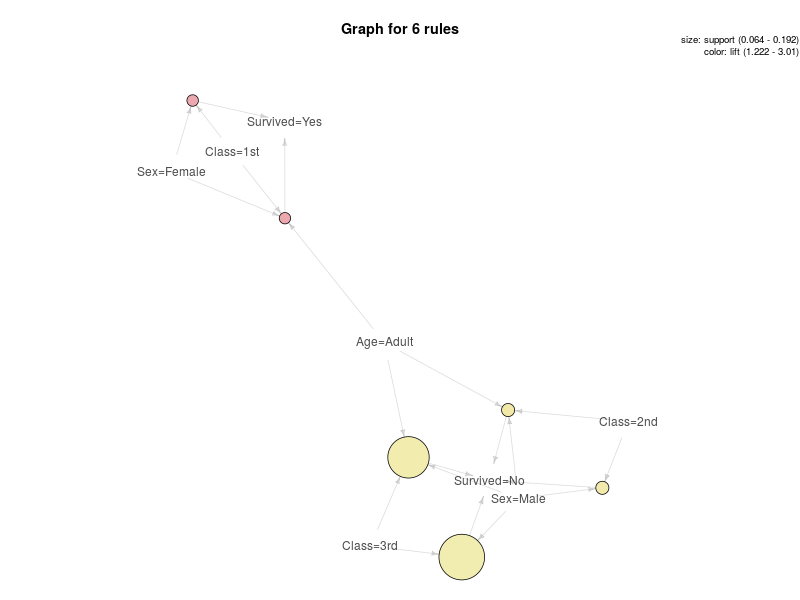 Graph for 6 rules
size: support (0.064 - 0.192)
color: lift (1.222 - 3.01)
Survived=Yes
Class=1st
Sex=Female
Age=Adult
Class=2nd
Survived=No
Sex=Male
Class=3rd